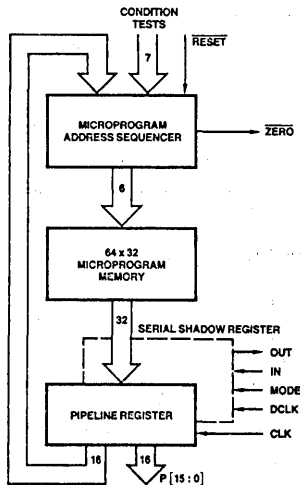 CONDITION
TESTS
7
RESET
MICROPROGRAM
ADDRESS SEQUENCER
ZERO
6
64 x 32
MICROPROGRAM
MEMORY
32
SERIAL SHADOW REGISTER
OUT
IN
MODE
DCLK
PIPELINE REGISTER
CLK
16
16
P [15 : 0]